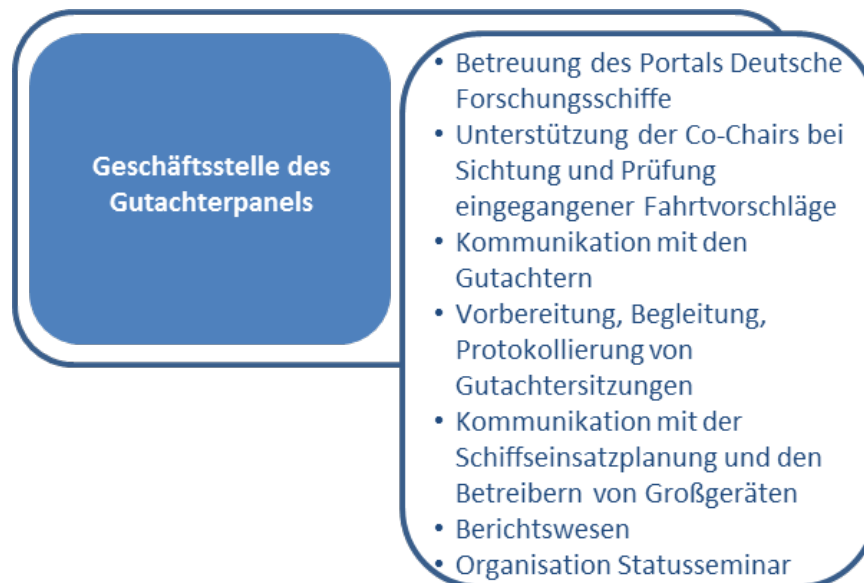 Geschäftsstelle des
Gutachterpanels
• Betreuung des Portals Deutsche
Forschungsschiffe
• Unterstützung der Co-Chairs bei
Sichtung und Prüfung
eingegangener Fahrtvorschläge
• Kommunikation mit den
Gutachtern
• Vorbereitung, Begleitung,
Protokollierung von
Gutachtersitzungen
• Kommunikation mit der
Schiffseinsatzplanung und den
Betreibern von Großgeräten
• Berichtswesen
• Organisation Statusseminar